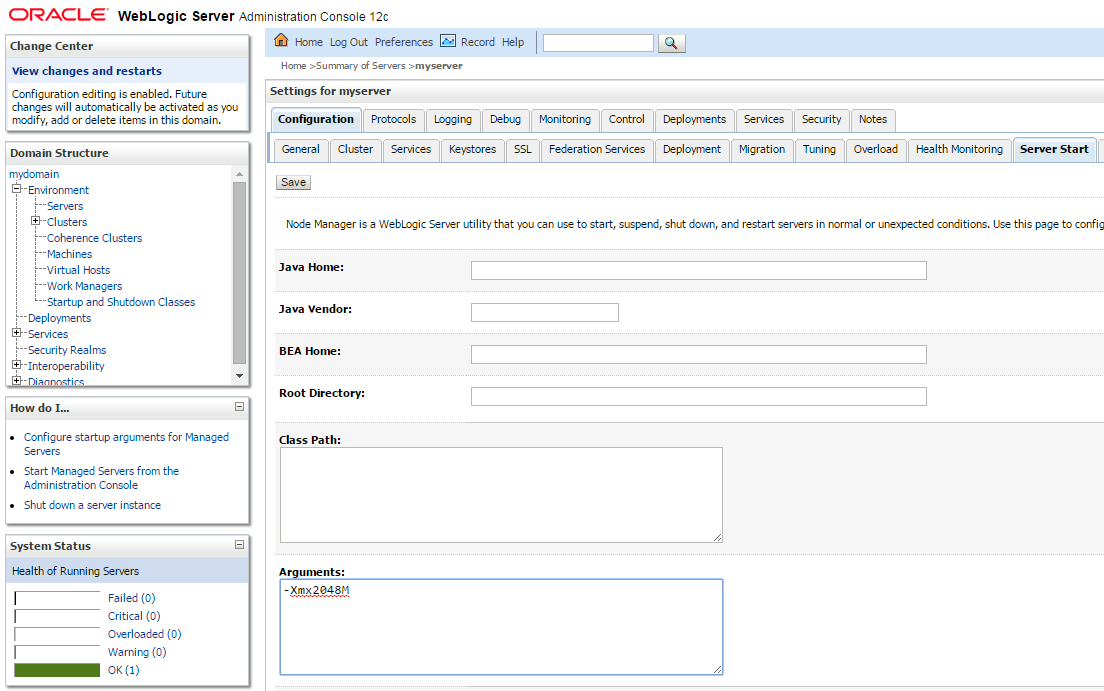 ORACLE WebLogic Server Administration Console 12c
Change Center
View changes and restarts
Configuration editing is enabled. Future
changes will automatically be activated as you
modify, add or delete items in this domain.
Domain Structure
mydomain
Environment
Servers
Clusters
Coherence Clusters
Machines
Virtual Hosts
Work Managers
Startup and Shutdown Classes
Deployments
Services
Security Realms
Interoperability
Diagnostics
How do I...
Configure startup arguments for Managed
Servers
Start Managed Servers from the
Administration Console
Shut down a server instance
System Status
Health of Running Servers
Failed (0)
Critical (0)
Overloaded (0)
Warning (0)
OK (1)
Home Log Out Preferences Record Help
Home >Summary of Servers >myserver
Settings for myserver
Configuration Protocols Logging Debug Monitoring Control Deployments Services Security Notes
General Cluster Services Keystores SSL Federation Services Deployment Migration Tuning Overload Health Monitoring Server Start
Save
Node Manager is a WebLogic Server utility that you can use to start, suspend, shut down, and restart servers in normal or unexpected conditions. Use this page to config
Java Home:
Java Vendor:
BEA Home:
Root Directory:
Class Path:
Arguments:
-Xmx2048M